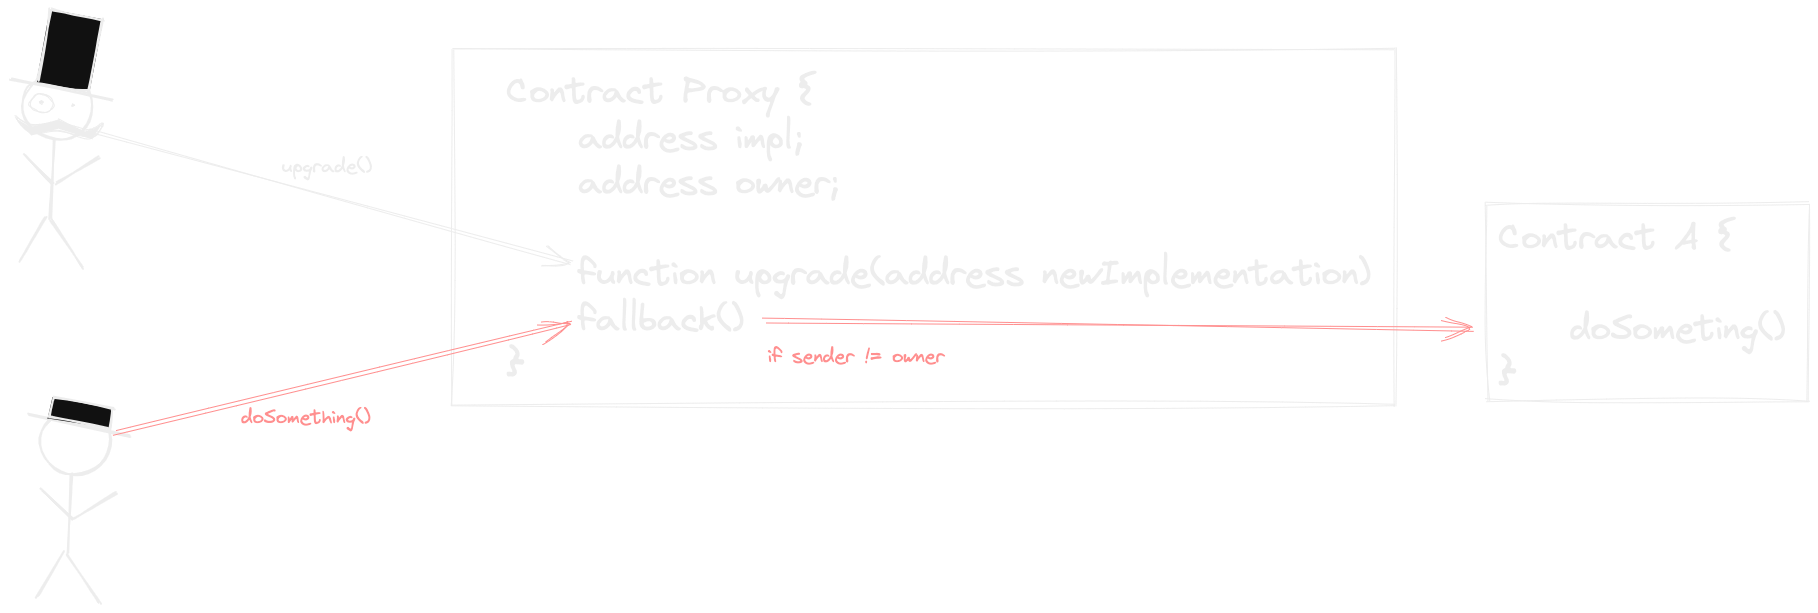 Contract Proxy {
address impl;
address owner;
upgrade()
function upgrade(address newImplementation)
fallback()
if sender != owner
}
doSomething()
Contract A {
doSometing()
}